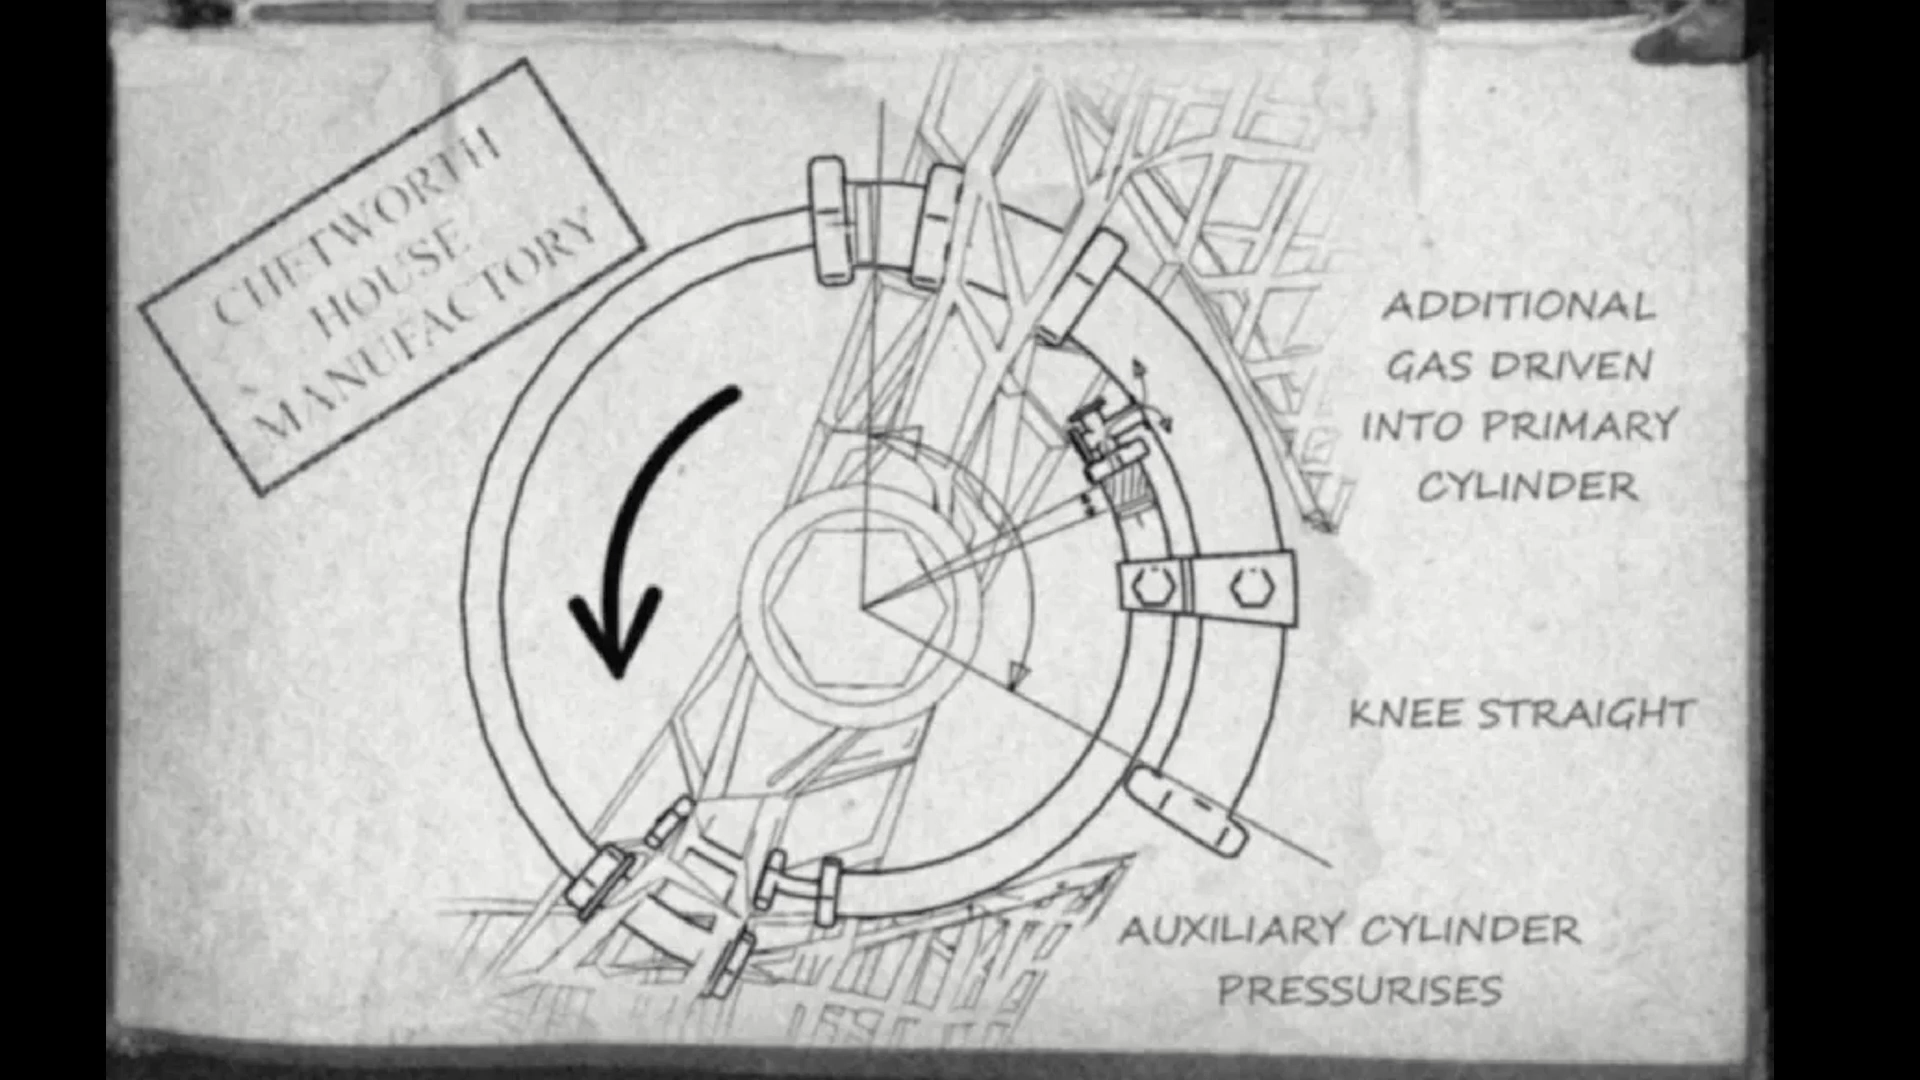 CHETWORTH
HOUSE
MANUFACTORY
ADDITIONAL
GAS DRIVEN
INTO PRIMARY
CYLINDER
KNEE STRAIGHT
AUXILIARY CYLINDER
PRESSURISES